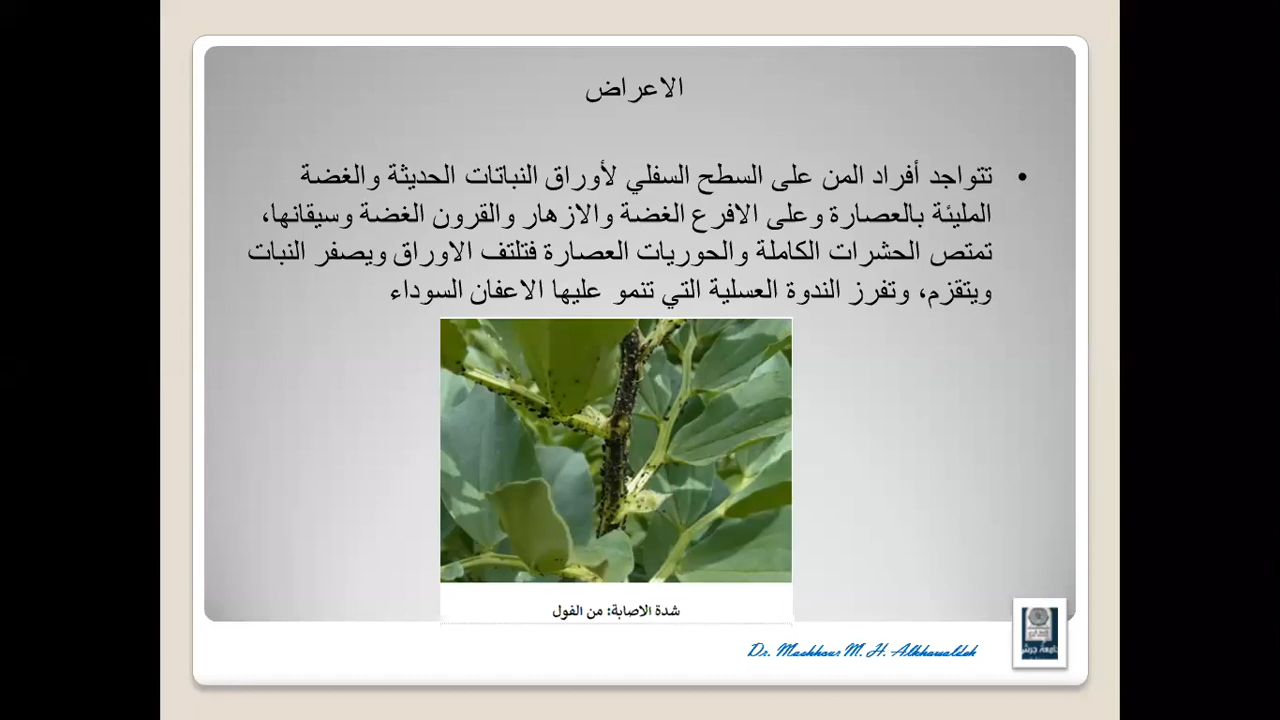 الاعراض
• تتواجد أفراد المن على السطح السفلي لأوراق النباتات الحديثة والغضة
المليئة بالعصارة وعلى الافرع الغضة والازهار والقرون الغضة وسيقانها،
تمتص الحشرات الكاملة والحوريات العصارة فتلتف الاوراق ويصفر النبات
ويتقزم، وتفرز الندوة العسلية التي تنمو عليها الاعفان السوداء
شدة الاصابة: من الفول
Dr. Mashhour M. H. Alkhawaldeh